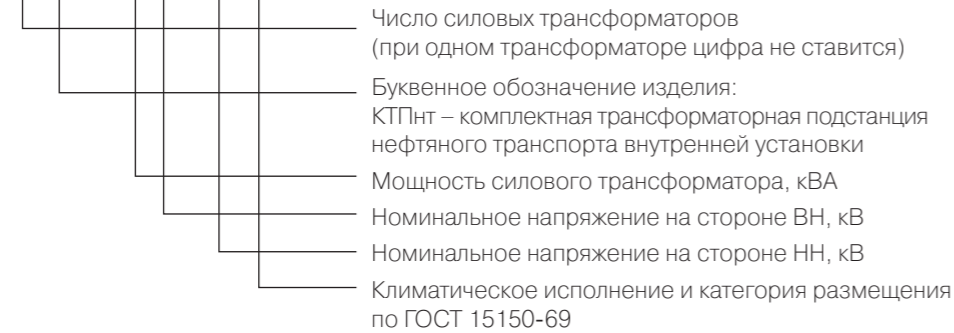 Число силовых трансформаторов
(при одном трансформаторе цифра не ставится)
Буквенное обозначение изделия:
КТПнт – комплектная трансформаторная подстанция
нефтяного транспорта внутренней установки
Мощность силового трансформатора, кВА
Номинальное напряжение на стороне ВН, кВ
Номинальное напряжение на стороне НН, кВ
Климатическое исполнение и категория размещения
по ГОСТ 15150-69